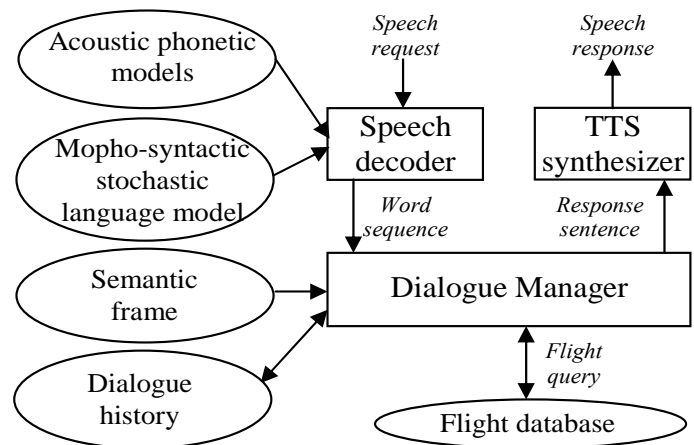 Acoustic phonetic
models
Mopho-syntactic
stochastic
language model
Semantic
frame
Dialogue
history
Speech
request
Speech
decoder
Word
sequence
Speech
response
TTS
synthesizer
Response
sentence
Dialogue Manager
Flight
query
Flight database